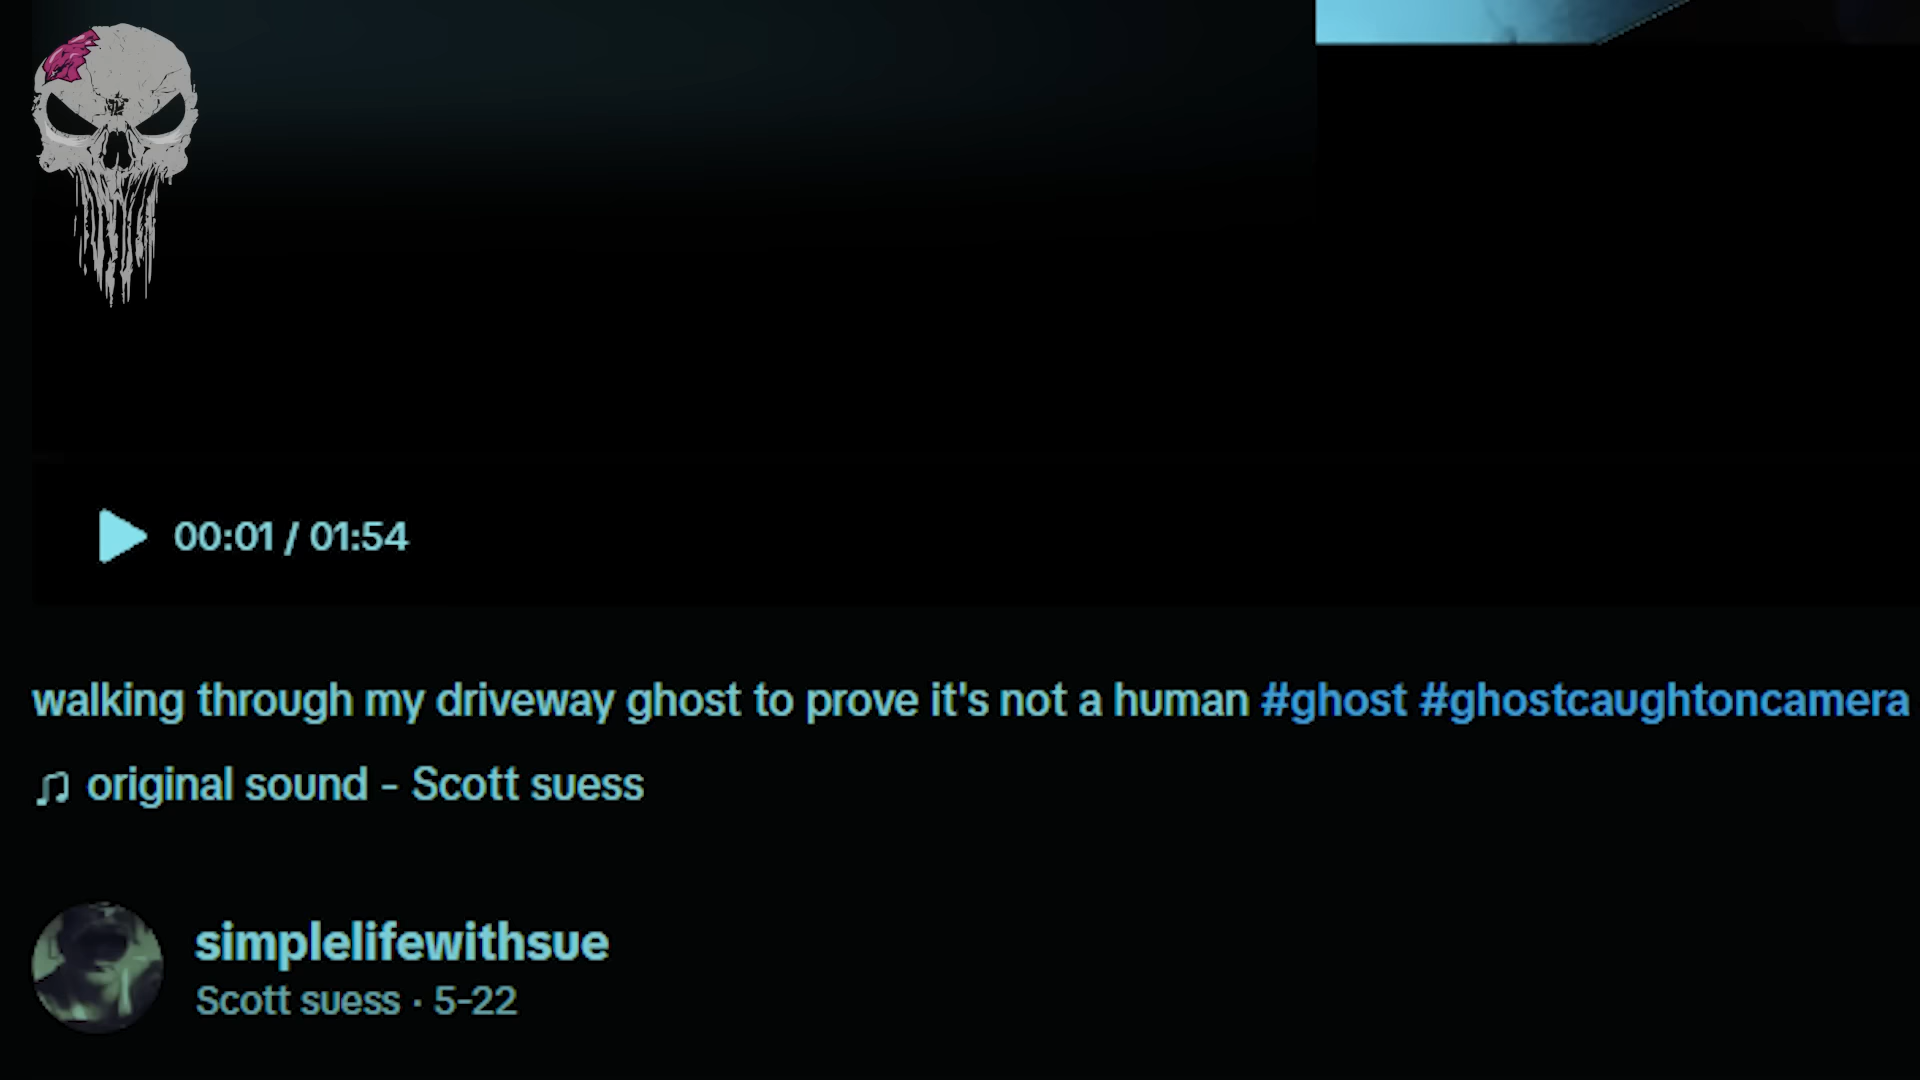 00:01 / 01:54
walking through my driveway ghost to prove it's not a human #ghost #ghostcaughtoncamera
original sound - Scott suess
simplelifewithsue
Scott suess · 5-22